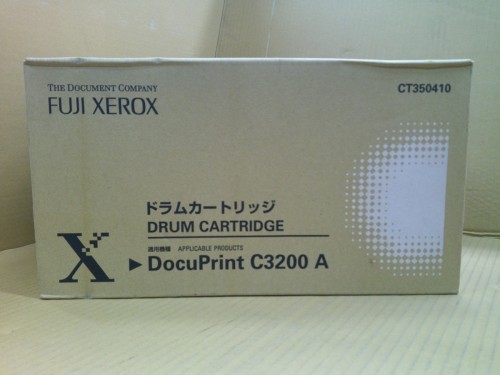 THE DOCUMENT COMPANY
FUJI XEROX
CT350410
ドラムカートリッジ
DRUM CARTRIDGE
適用機種 APPLICABLE PRODUCTS
X ▶ DocuPrint C3200 A